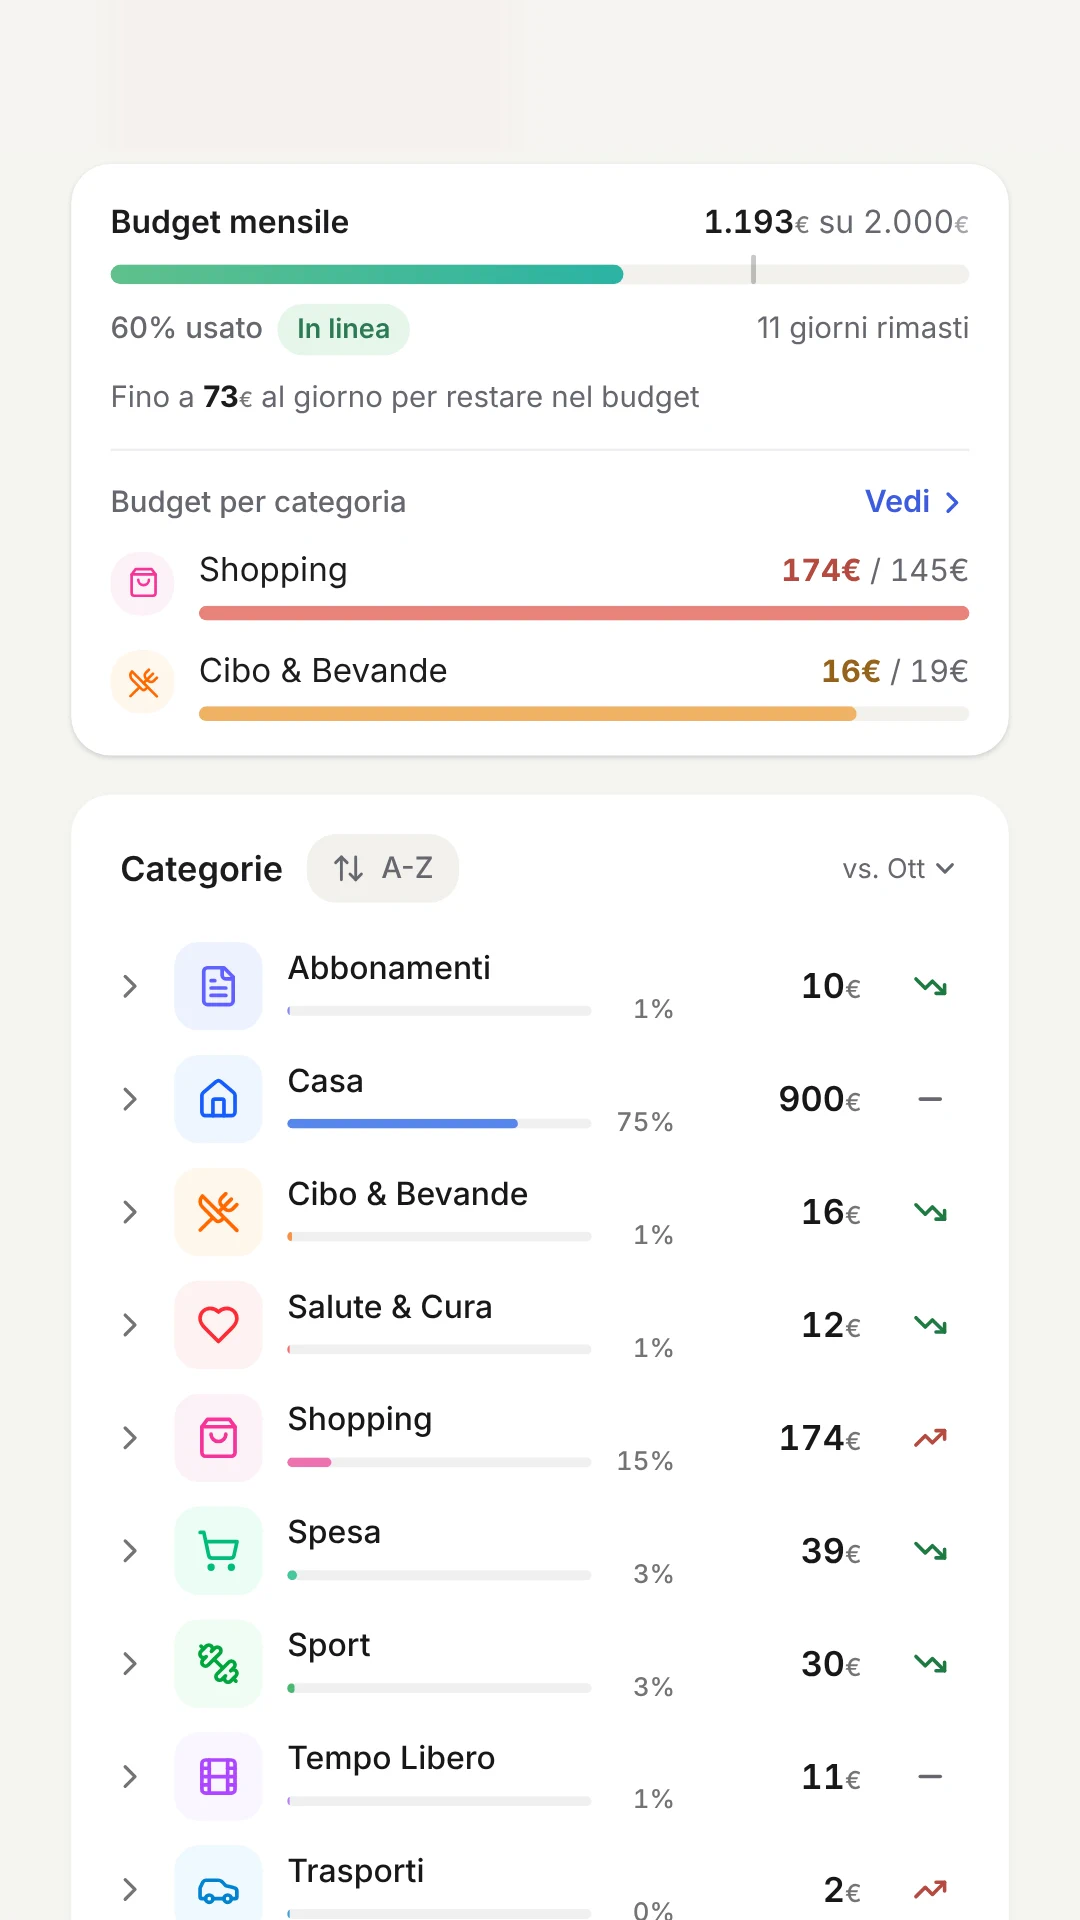 Budget mensile 1.193€ su 2.000€
60% usato In linea 11 giorni rimasti
Fino a 73€ al giorno per restare nel budget
Budget per categoria Vedi
Shopping 174€ / 145€
Cibo & Bevande 16€ / 19€
Categorie A-Z vs. Ott
Abbonamenti 1% 10€
Casa 75% 900€
Cibo & Bevande 1% 16€
Salute & Cura 1% 12€
Shopping 15% 174€
Spesa 3% 39€
Sport 3% 30€
Tempo Libero 1% 11€
Trasporti 0% 2€